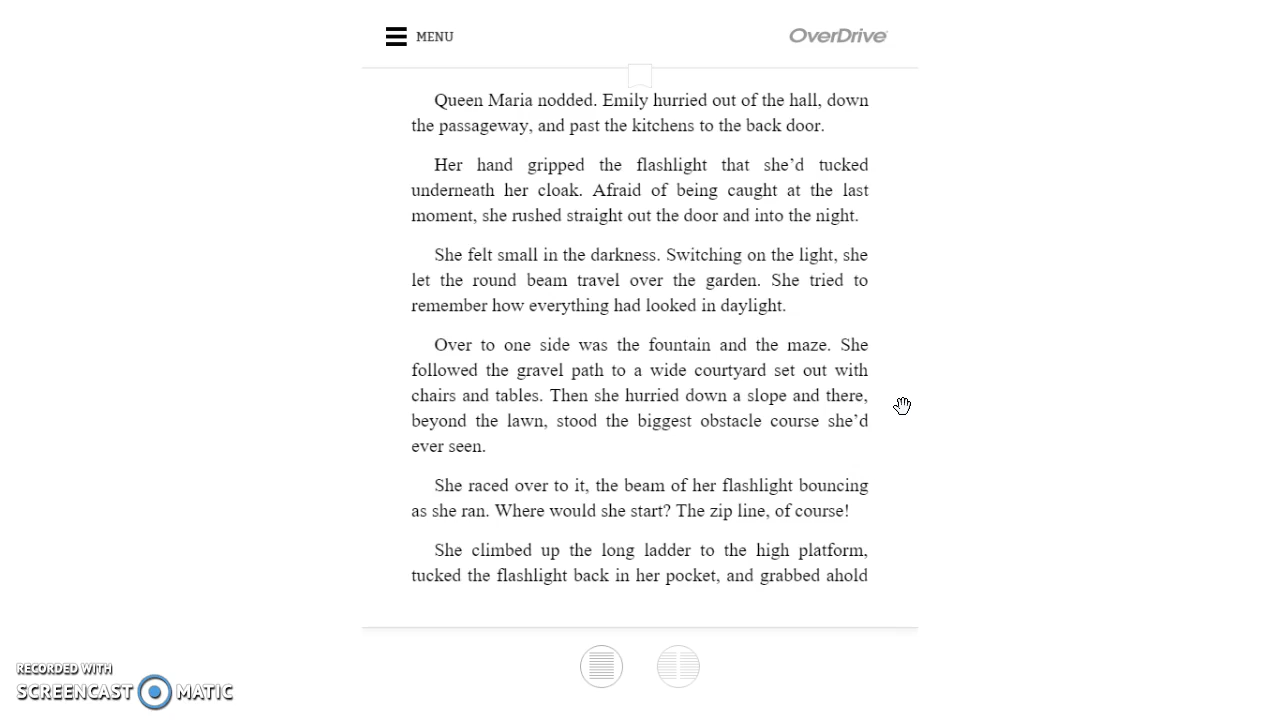 MENU
OverDrive
Queen Maria nodded. Emily hurried out of the hall, down
the passageway, and past the kitchens to the back door.
Her hand gripped the flashlight that she’d tucked
underneath her cloak. Afraid of being caught at the last
moment, she rushed straight out the door and into the night.
She felt small in the darkness. Switching on the light, she
let the round beam travel over the garden. She tried to
remember how everything had looked in daylight.
Over to one side was the fountain and the maze. She
followed the gravel path to a wide courtyard set out with
chairs and tables. Then she hurried down a slope and there,
beyond the lawn, stood the biggest obstacle course she’d
ever seen.
She raced over to it, the beam of her flashlight bouncing
as she ran. Where would she start? The zip line, of course!
She climbed up the long ladder to the high platform,
tucked the flashlight back in her pocket, and grabbed ahold
RECORDED WITH
SCREENCAST MATIC